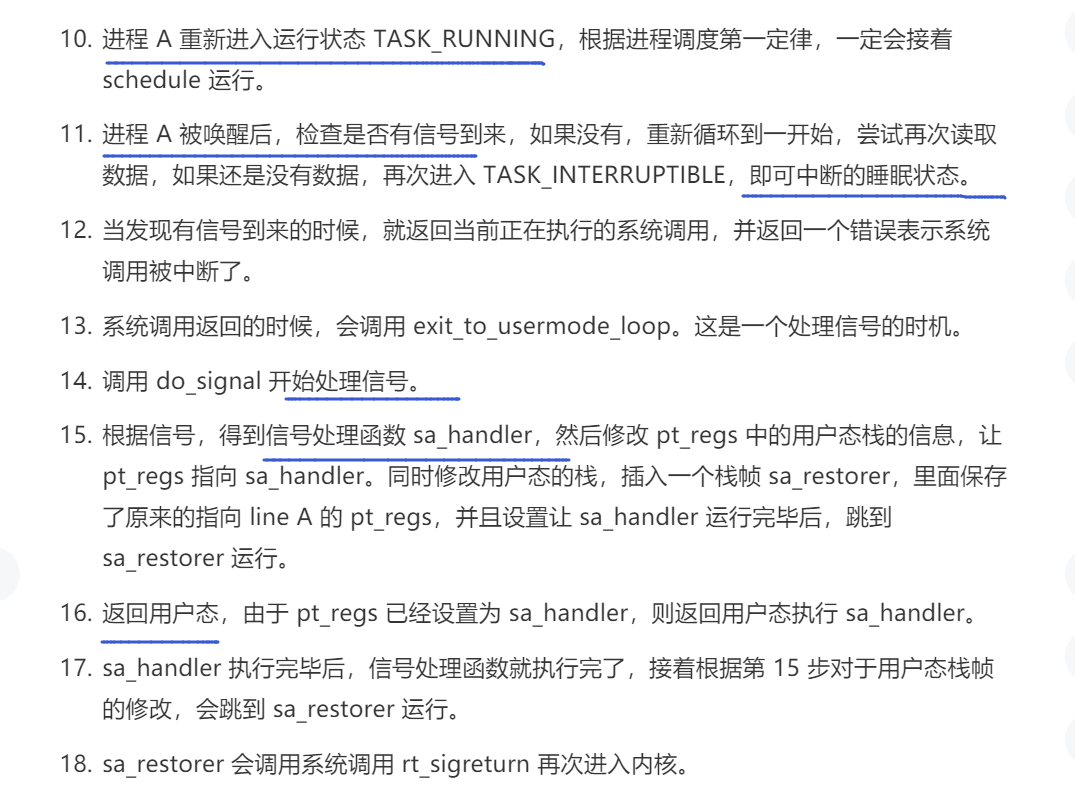 10. 进程 A 重新进入运行状态 TASK_RUNNING，根据进程调度第一定律，一定会接着
schedule 运行。
11. 进程 A 被唤醒后，检查是否有信号到来，如果没有，重新循环到一开始，尝试再次读取
数据，如果还是没有数据，再次进入 TASK_INTERRUPTIBLE，即可中断的睡眠状态。
12. 当发现有信号到来的时候，就返回当前正在执行的系统调用，并返回一个错误表示系统
调用被中断了。
13. 系统调用返回的时候，会调用 exit_to_usermode_loop。这是一个处理信号的时机。
14. 调用 do_signal 开始处理信号。
15. 根据信号，得到信号处理函数 sa_handler，然后修改 pt_regs 中的用户态栈的信息，让
pt_regs 指向 sa_handler。同时修改用户态的栈，插入一个栈帧 sa_restorer，里面保存
了原来的指向 line A 的 pt_regs，并且设置让 sa_handler 运行完毕后，跳到
sa_restorer 运行。
16. 返回用户态，由于 pt_regs 已经设置为 sa_handler，则返回用户态执行 sa_handler。
17. sa_handler 执行完毕后，信号处理函数就执行完了，接着根据第 15 步对于用户态栈帧
的修改，会跳到 sa_restorer 运行。
18. sa_restorer 会调用系统调用 rt_sigreturn 再次进入内核。